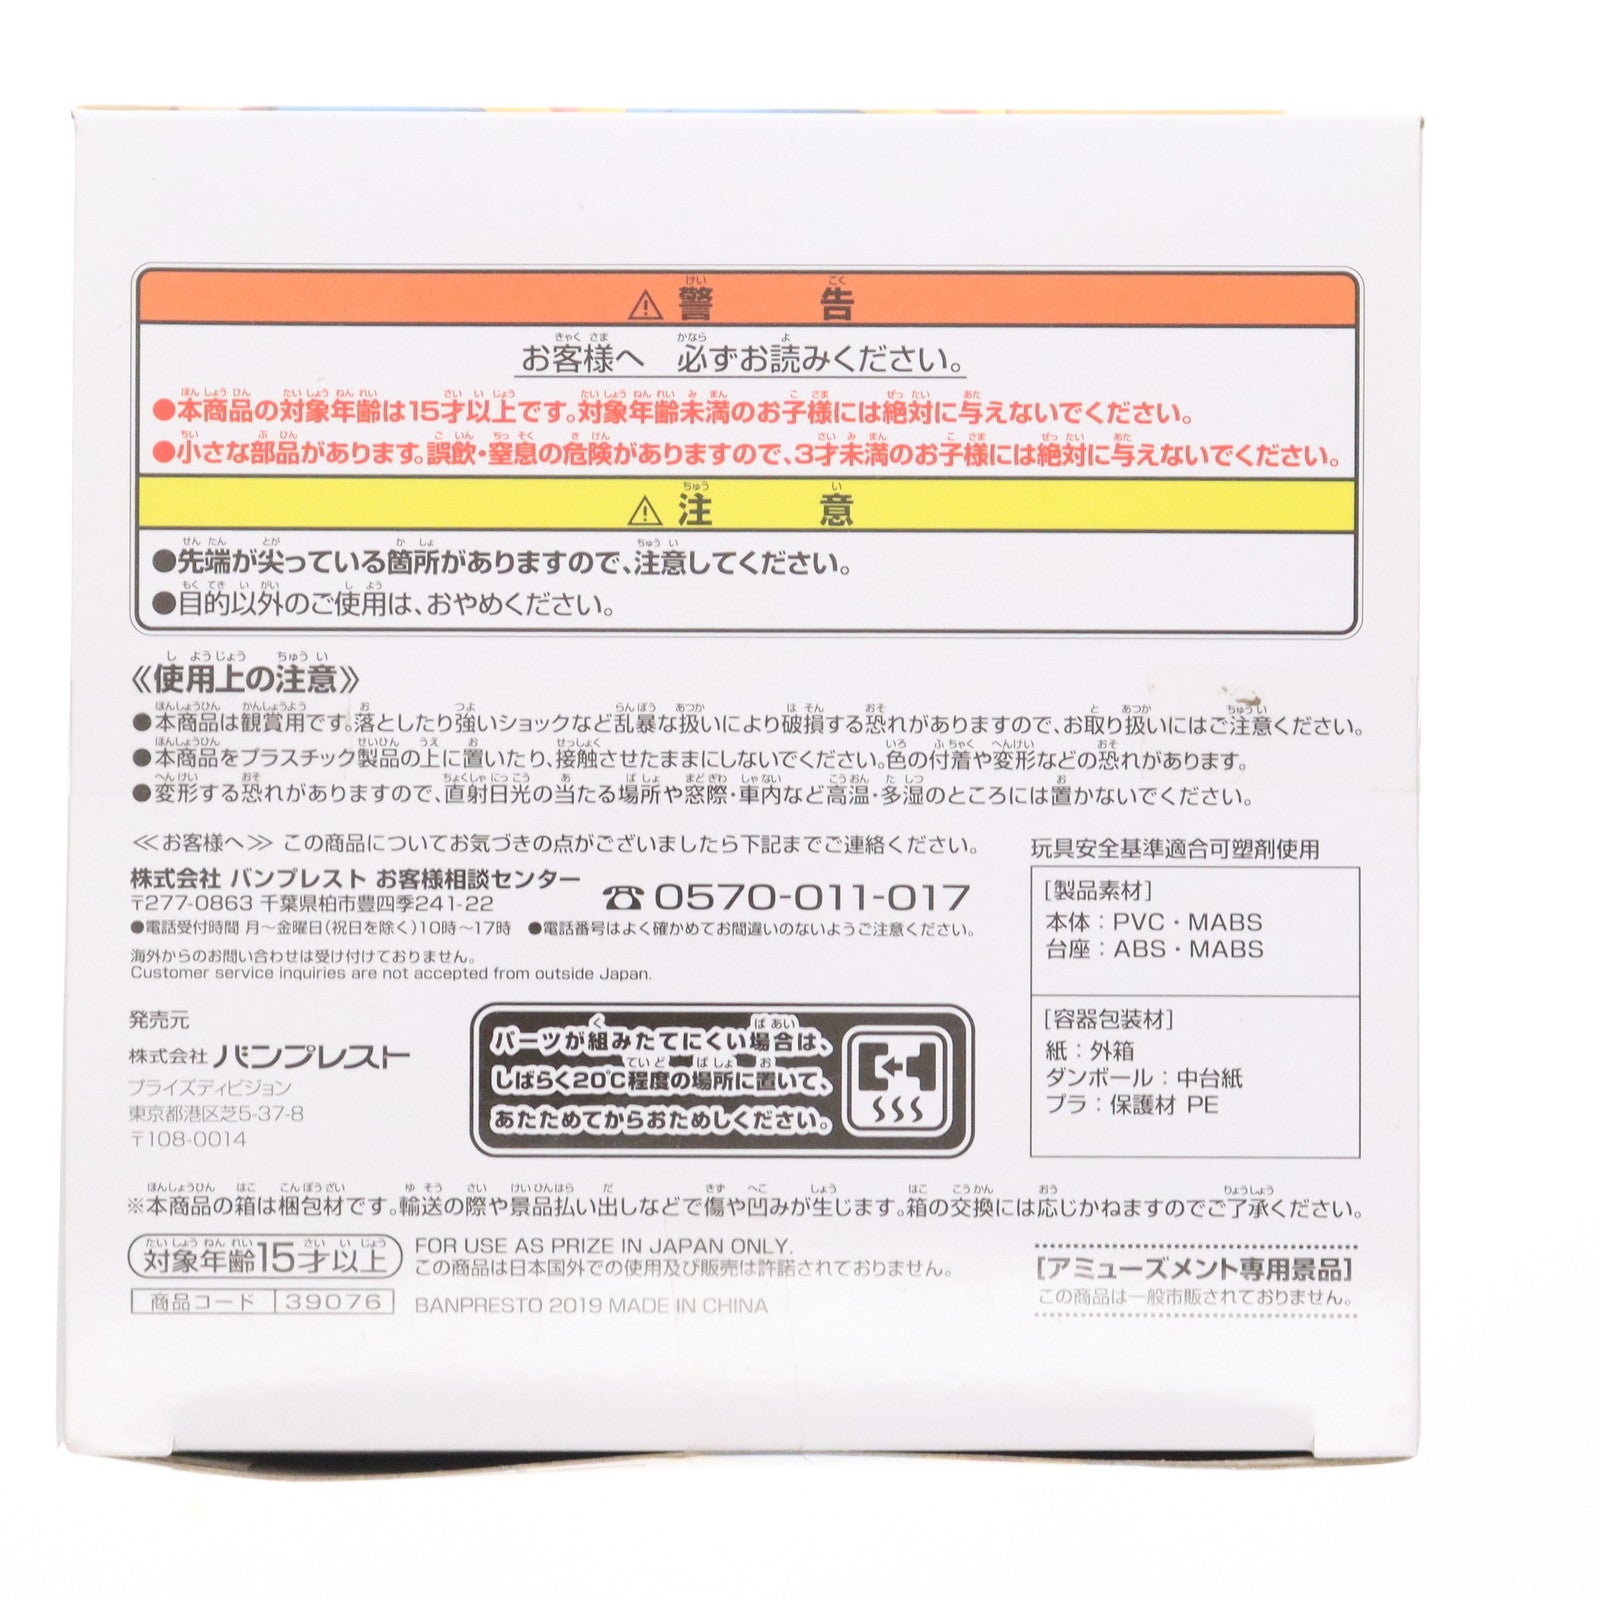 ⚠警告
お客様へ 必ずお読みください。
●本商品の対象年齢は15才以上です。対象年齢未満のお子様には絶対に与えないでください。
●小さな部品があります。誤飲・窒息の危険がありますので、3才未満のお子様には絶対に与えないでください。
⚠注意
●先端が尖っている箇所がありますので、注意してください。
●目的以外のご使用は、おやめください。
《使用上の注意》
●本商品は観賞用です。落としたり強いショックなど乱暴な扱いにより破損する恐れがありますので、お取り扱いにはご注意ください。
●本商品をプラスチック製品の上に置いたり、接触させたままにしないでください。色の付着や変形などの恐れがあります。
●変形する恐れがありますので、直射日光の当たる場所や窓際・車内など高温・多湿のところには置かないでください。
≪お客様へ≫ この商品についてお気づきの点がございましたら下記までご連絡ください。
株式会社 バンプレスト お客様相談センター
〒277-0863 千葉県柏市豊四季241-22
☎0570-011-017
●電話受付時間 月～金曜日(祝日を除く)10時～17時 ●電話番号はよく確かめてお間違いのないようご注意ください。
海外からのお問い合わせは受け付けておりません。
Customer service inquiries are not accepted from outside Japan.
玩具安全基準適合可塑剤使用
[製品素材]
本体：PVC・MABS
台座：ABS・MABS
[容器包装材]
紙：外箱
ダンボール：中台紙
プラ：保護材 PE
発売元
株式会社 バンプレスト
プライズディビジョン
東京都港区芝5-37-8
〒108-0014
パーツが組みたてにくい場合は、
しばらく20℃程度の場所に置いて、
あたためてからおためしください。
※本商品の箱は梱包材です。輸送の際や景品払い出しなどで傷や凹みが生じます。箱の交換には応じかねますのでご了承ください。
対象年齢15才以上
FOR USE AS PRIZE IN JAPAN ONLY.
この商品は日本国外での使用及び販売は許諾されておりません。
商品コード 39076
BANPRESTO 2019 MADE IN CHINA
[アミューズメント専用景品]
この商品は一般市販されておりません。